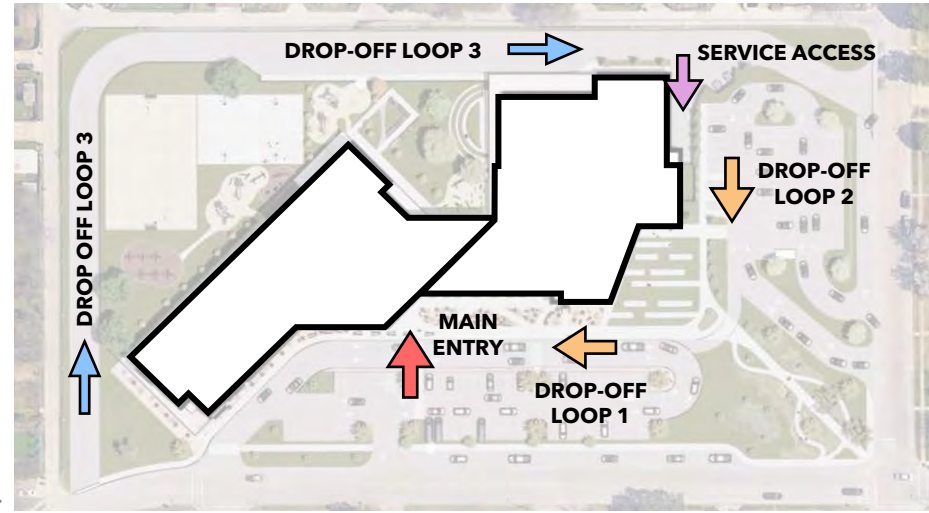 DROP-OFF LOOP 3
SERVICE ACCESS
DROP OFF LOOP 3
DROP-OFF
LOOP 2
MAIN
ENTRY
DROP-OFF
LOOP 1